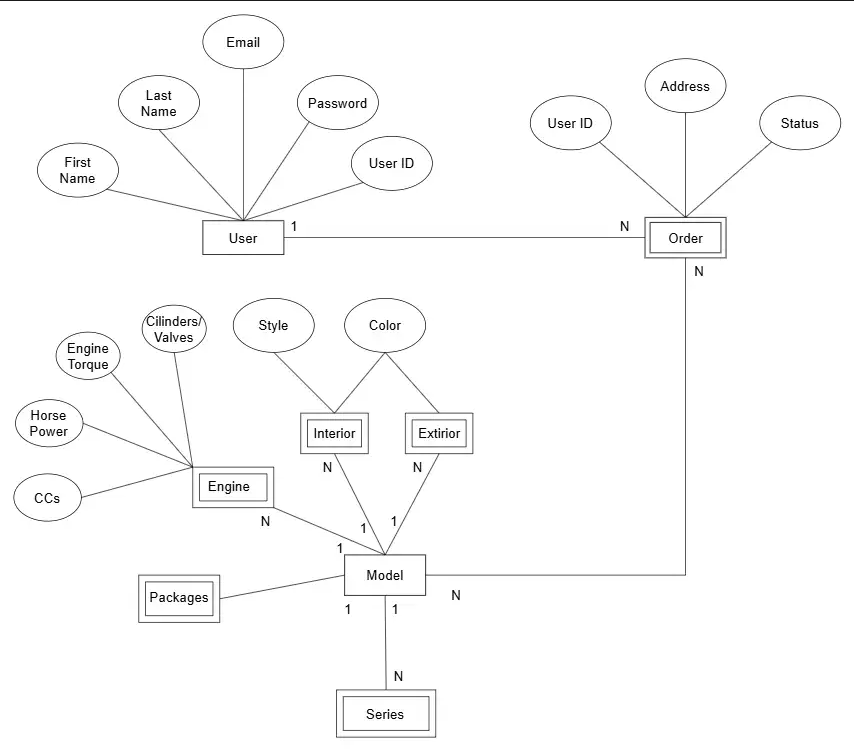 Email
Last
Name
Password
First
Name
User ID
User
1
Address
User ID
Status
N
Order
N
Cilinders/
Valves
Engine
Torque
Horse
Power
CCs
Style
Color
Interior
Extirior
Engine
N
N
N
1
1
1
Model
N
Packages
1
1
N
Series